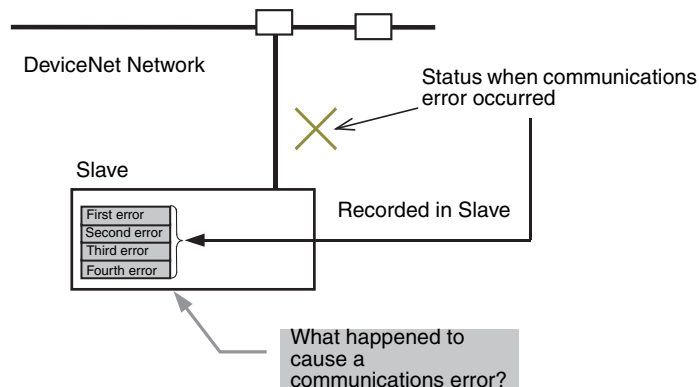 DeviceNet Network
Status when communications
error occurred
Slave
Recorded in Slave
First error
Second error
Third error
Fourth error
What happened to
cause a
communications error?